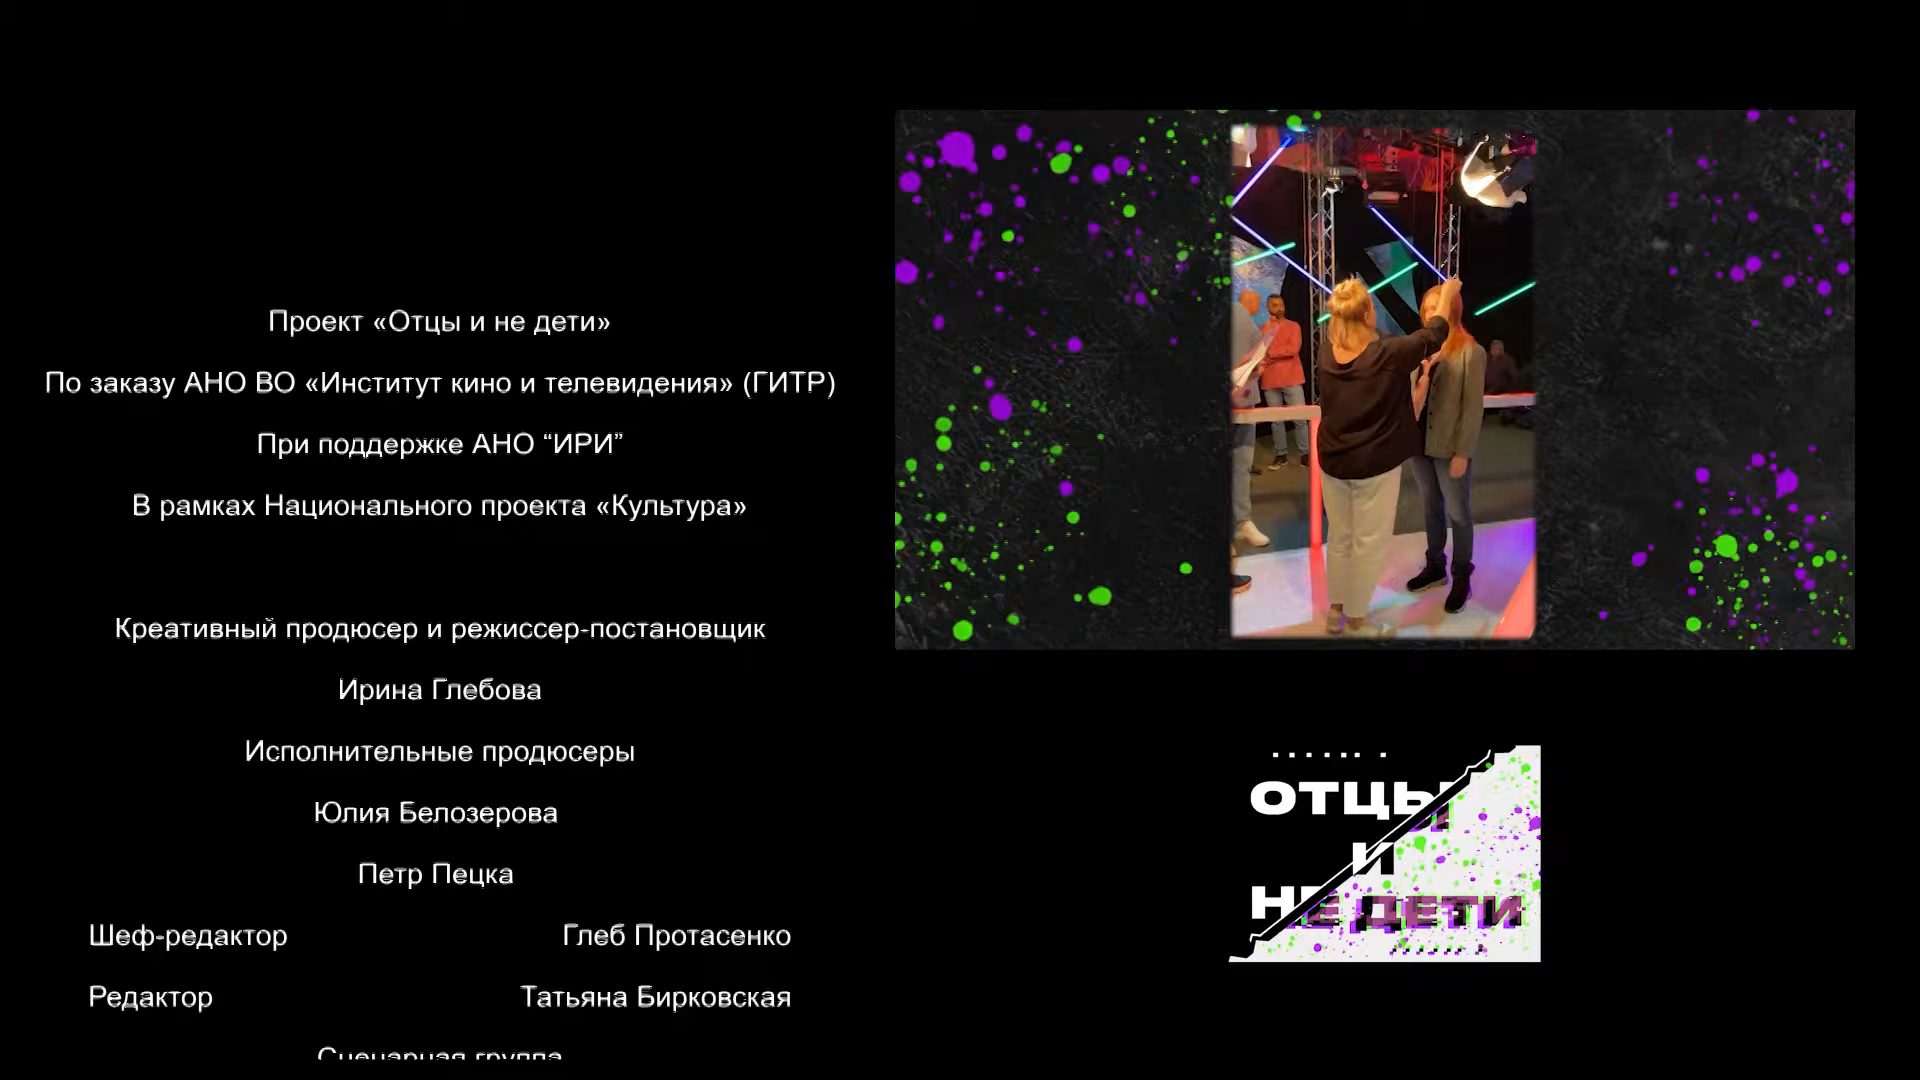 Проект «Отцы и не дети»
По заказу АНО ВО «Институт кино и телевидения» (ГИТР)
При поддержке АНО “ИРИ”
В рамках Национального проекта «Культура»
Креативный продюсер и режиссер-постановщик
Ирина Глебова
Исполнительные продюсеры
Юлия Белозерова
Петр Пецка
Шеф-редактор Глеб Протасенко
Редактор Татьяна Бирковская
Сценарная группа
ОТЦЫ
И
НЕ ДЕТИ